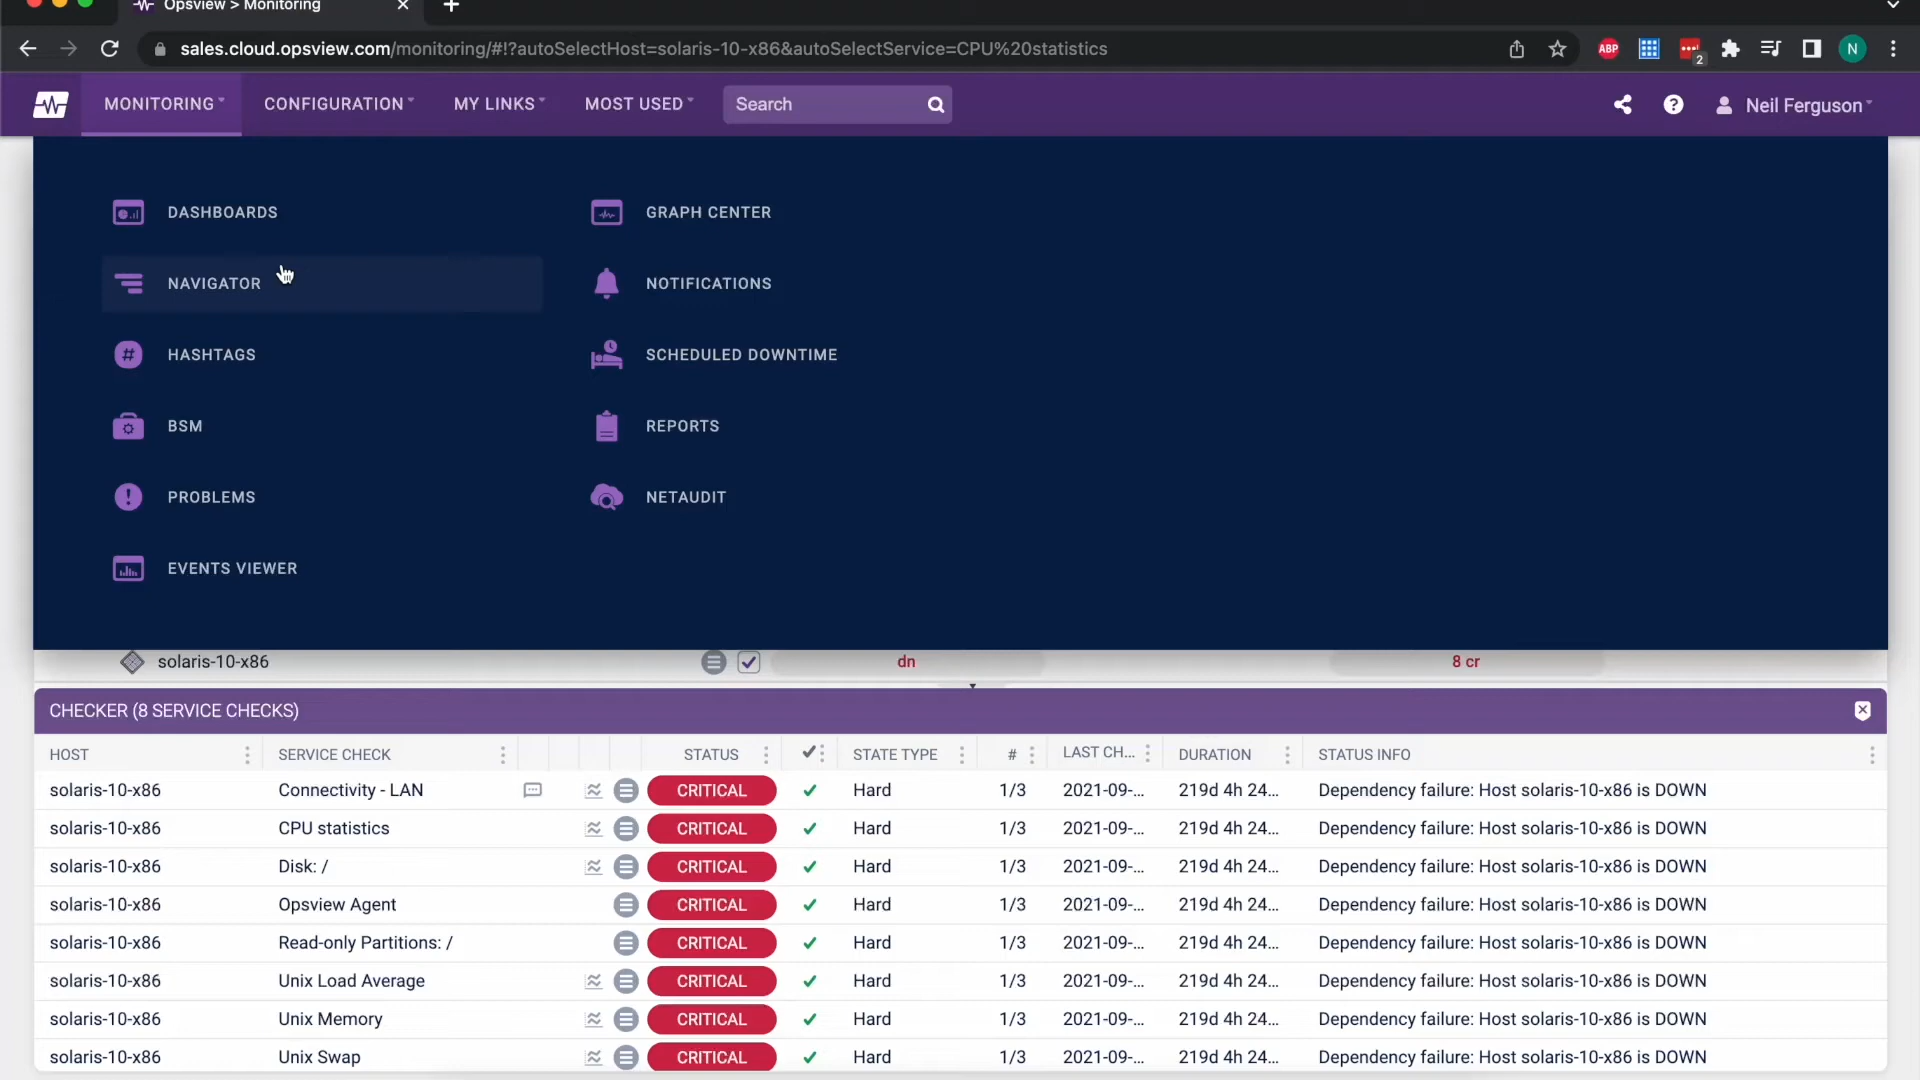 Opsview > Monitoring
sales.cloud.opsview.com/monitoring/#!?autoSelectHost=solaris-10-x86&autoSelectService=CPU%20statistics
ABP
2
N
MONITORING CONFIGURATION MY LINKS MOST USED Search Neil Ferguson
DASHBOARDS GRAPH CENTER
NAVIGATOR NOTIFICATIONS
HASHTAGS SCHEDULED DOWNTIME
BSM REPORTS
PROBLEMS NETAUDIT
EVENTS VIEWER
solaris-10-x86 dn 8 cr
CHECKER (8 SERVICE CHECKS)
HOST SERVICE CHECK STATUS STATE TYPE # LAST CH... DURATION STATUS INFO
solaris-10-x86 Connectivity - LAN CRITICAL Hard 1/3 2021-09-... 219d 4h 24... Dependency failure: Host solaris-10-x86 is DOWN
solaris-10-x86 CPU statistics CRITICAL Hard 1/3 2021-09-... 219d 4h 24... Dependency failure: Host solaris-10-x86 is DOWN
solaris-10-x86 Disk: / CRITICAL Hard 1/3 2021-09-... 219d 4h 24... Dependency failure: Host solaris-10-x86 is DOWN
solaris-10-x86 Opsview Agent CRITICAL Hard 1/3 2021-09-... 219d 4h 24... Dependency failure: Host solaris-10-x86 is DOWN
solaris-10-x86 Read-only Partitions: / CRITICAL Hard 1/3 2021-09-... 219d 4h 24... Dependency failure: Host solaris-10-x86 is DOWN
solaris-10-x86 Unix Load Average CRITICAL Hard 1/3 2021-09-... 219d 4h 24... Dependency failure: Host solaris-10-x86 is DOWN
solaris-10-x86 Unix Memory CRITICAL Hard 1/3 2021-09-... 219d 4h 24... Dependency failure: Host solaris-10-x86 is DOWN
solaris-10-x86 Unix Swap CRITICAL Hard 1/3 2021-09-... 219d 4h 24... Dependency failure: Host solaris-10-x86 is DOWN